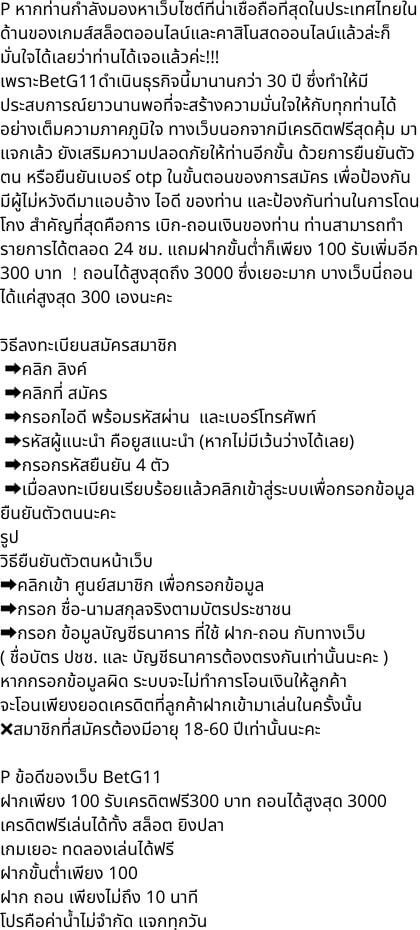 P หากท่านกำลังมองหาเว็บไซต์ที่น่าเชื่อถือที่สุดในประเทศไทยใน
ด้านของเกมส์สล็อตออนไลน์และคาสิโนสดออนไลน์แล้วล่ะก็
มั่นใจได้เลยว่าท่านได้เจอแล้วค่ะ!!!
เพราะBetG11ดำเนินธุรกิจนี้มานานกว่า 30 ปี ซึ่งทำให้มี
ประสบการณ์ยาวนานพอที่จะสร้างความมั่นใจให้กับทุกท่านได้
อย่างเต็มความภาคภูมิใจ ทางเว็บนอกจากมีเครดิตฟรีสุดคุ้ม มา
แจกแล้ว ยังเสริมความปลอดภัยให้ท่านอีกขั้น ด้วยการยืนยันตัว
ตน หรือยืนยันเบอร์ otp ในขั้นตอนของการสมัคร เพื่อป้องกัน
มีผู้ไม่หวังดีมาแอบอ้าง ไอดี ของท่าน และป้องกันท่านในการโดน
โกง สำคัญที่สุดคือการ เบิก-ถอนเงินของท่าน ท่านสามารถทำ
รายการได้ตลอด 24 ชม. แถมฝากขั้นต่ำก็เพียง 100 รับเพิ่มอีก
300 บาท ！ถอนได้สูงสุดถึง 3000 ซึ่งเยอะมาก บางเว็บนี่ถอน
ได้แค่สูงสุด 300 เองนะคะ
วิธีลงทะเบียนสมัครสมาชิก
➡คลิก ลิงค์
➡คลิกที่ สมัคร
➡กรอกไอดี พร้อมรหัสผ่าน และเบอร์โทรศัพท์
➡รหัสผู้แนะนำ คือยูสแนะนำ (หากไม่มีเว้นว่างได้เลย)
➡กรอกรหัสยืนยัน 4 ตัว
➡เมื่อลงทะเบียนเรียบร้อยแล้วคลิกเข้าสู่ระบบเพื่อกรอกข้อมูล
ยืนยันตัวตนนะคะ
รูป
วิธียืนยันตัวตนหน้าเว็บ
➡คลิกเข้า ศูนย์สมาชิก เพื่อกรอกข้อมูล
➡กรอก ชื่อ-นามสกุลจริงตามบัตรประชาชน
➡กรอก ข้อมูลบัญชีธนาคาร ที่ใช้ ฝาก-ถอน กับทางเว็บ
( ชื่อบัตร ปชช. และ บัญชีธนาคารต้องตรงกันเท่านั้นนะคะ )
หากกรอกข้อมูลผิด ระบบจะไม่ทำการโอนเงินให้ลูกค้า
จะโอนเพียงยอดเครดิตที่ลูกค้าฝากเข้ามาเล่นในครั้งนั้น
❌สมาชิกที่สมัครต้องมีอายุ 18-60 ปีเท่านั้นนะคะ
P ข้อดีของเว็บ BetG11
ฝากเพียง 100 รับเครดิตฟรี300 บาท ถอนได้สูงสุด 3000
เครดิตฟรีเล่นได้ทั้ง สล็อต ยิงปลา
เกมเยอะ ทดลองเล่นได้ฟรี
ฝากขั้นต่ำเพียง 100
ฝาก ถอน เพียงไม่ถึง 10 นาที
โปรคือค่าน้ำไม่จำกัด แจกทุกวัน